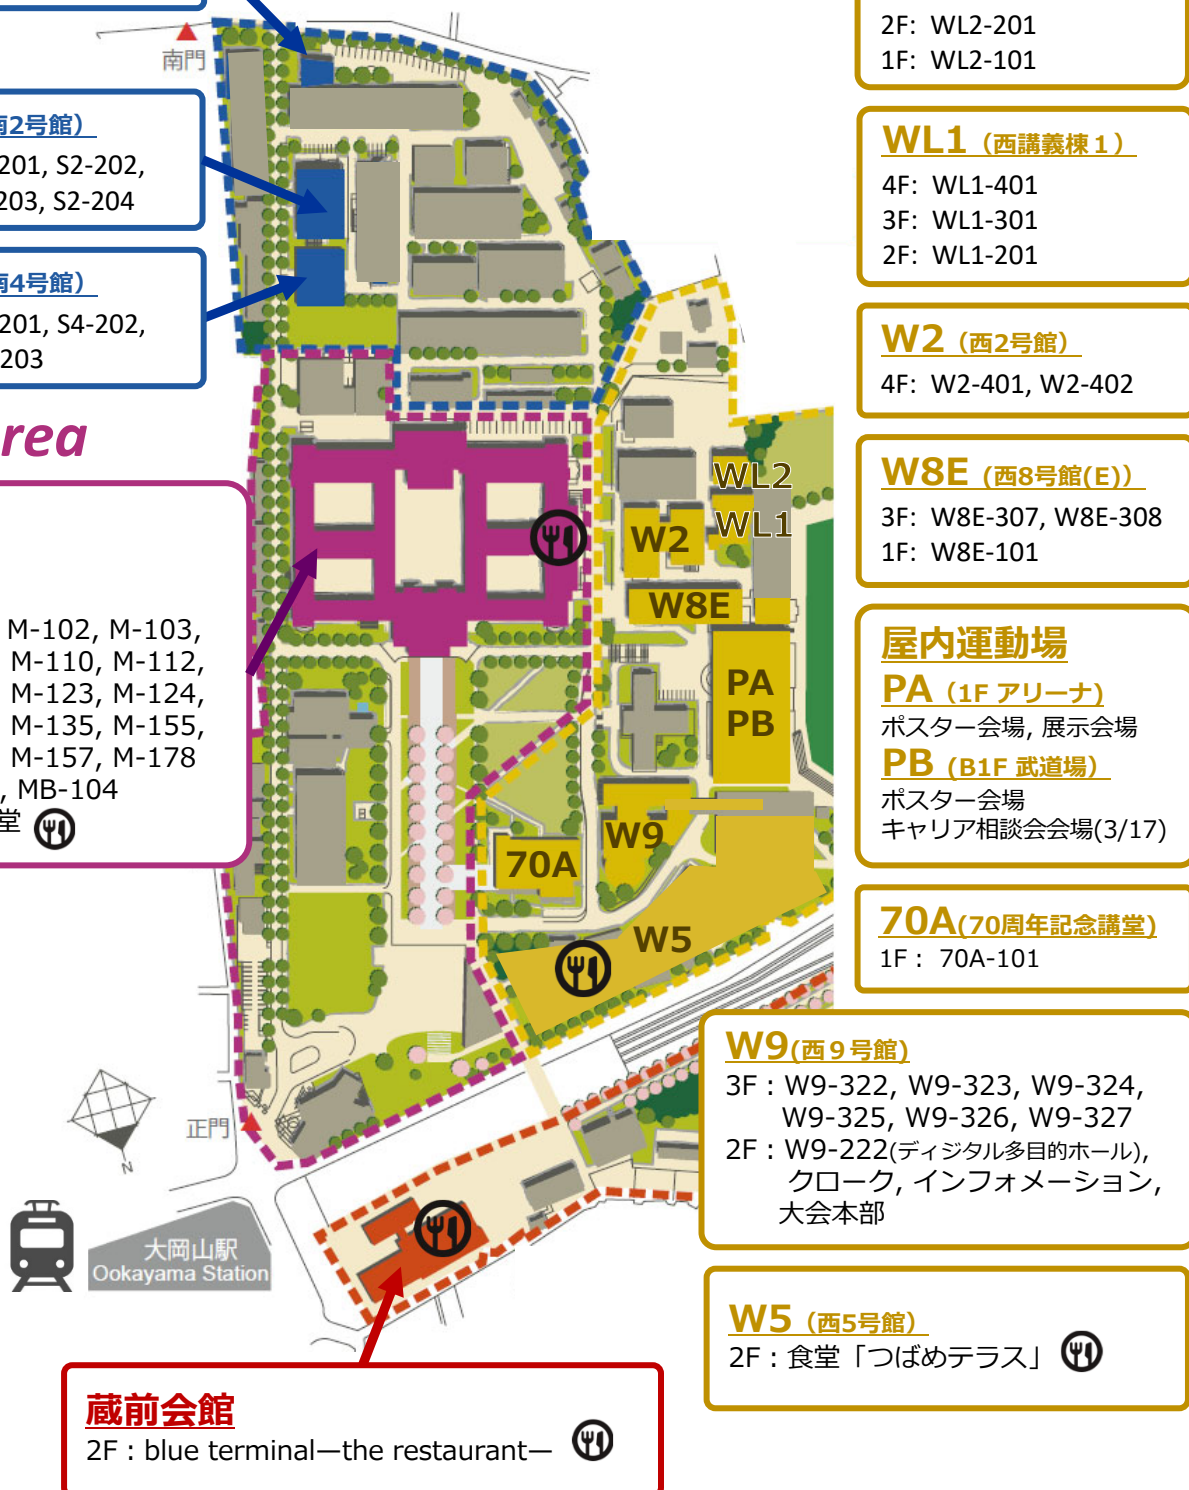 南門
南2号館）
201, S2-202,
203, S2-204
南4号館）
201, S4-202,
203
rea
M-102, M-103,
M-110, M-112,
M-123, M-124,
M-135, M-155,
M-157, M-178
, MB-104
堂
WL2
WL1
W2
W8E
PA
PB
W9
70A
W5
正門
N
大岡山駅
Ookayama Station
2F: WL2-201
1F: WL2-101
WL1（西講義棟１）
4F: WL1-401
3F: WL1-301
2F: WL1-201
W2（西2号館）
4F: W2-401, W2-402
W8E (西8号館(E)）
3F: W8E-307, W8E-308
1F: W8E-101
屋内運動場
PA（1F アリーナ)
ポスター会場, 展示会場
PB (B1F 武道場）
ポスター会場
キャリア相談会会場(3/17)
70A(70周年記念講堂)
1F： 70A-101
W9(西９号館)
3F：W9-322, W9-323, W9-324,
W9-325, W9-326, W9-327
2F：W9-222(ディジタル多目的ホール),
クローク, インフォメーション,
大会本部
W5（西5号館）
2F：食堂「つばめテラス」
蔵前会館
2F：blue terminal―the restaurant―